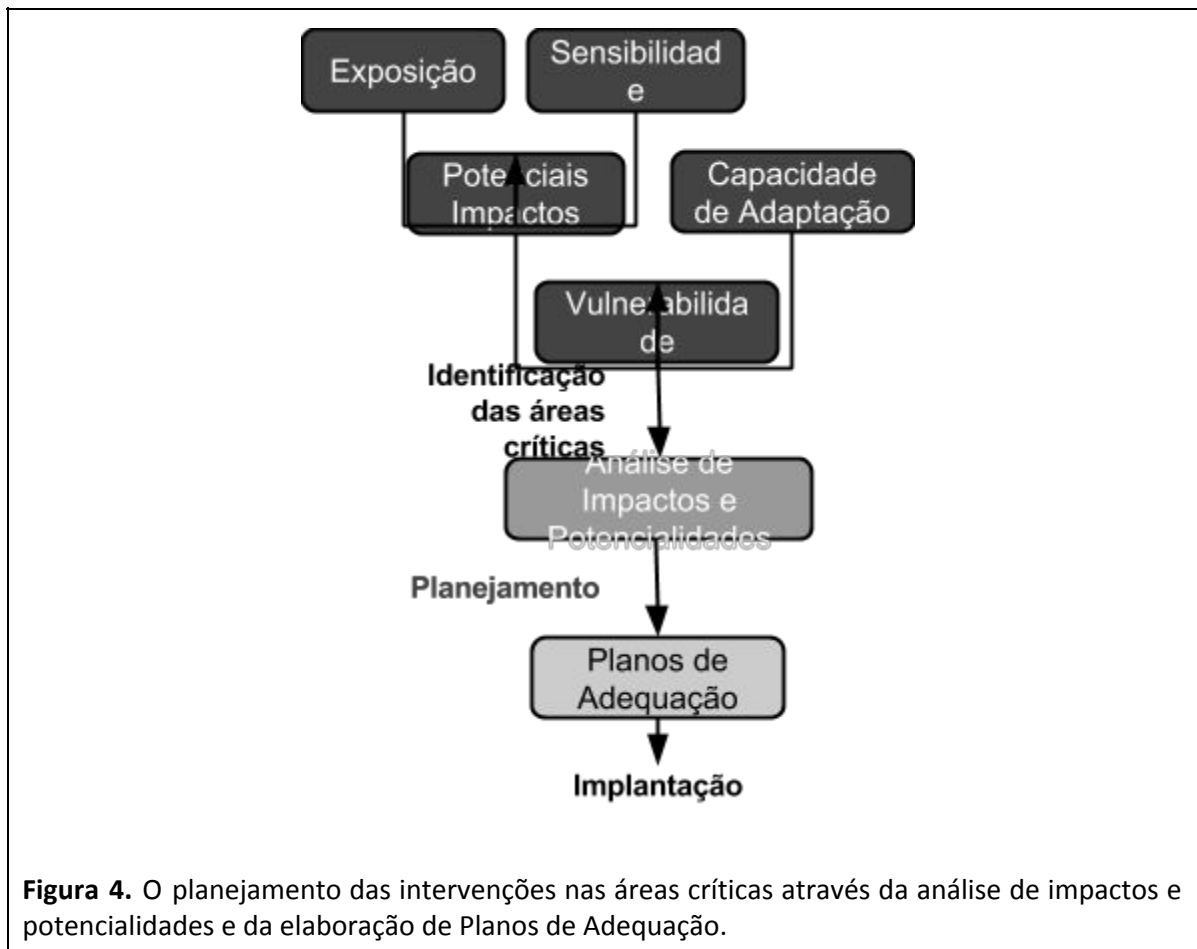 Exposição
Sensibilidad
e
Potenciais
Impactos
Capacidade
de Adaptação
Vulnerabilida
de
Identificação
das áreas
críticas
Análise de
Impactos e
Potencialidades
Planejamento
Planos de
Adequação
Implantação
Figura 4. O planejamento das intervenções nas áreas críticas através da análise de impactos e
potencialidades e da elaboração de Planos de Adequação.